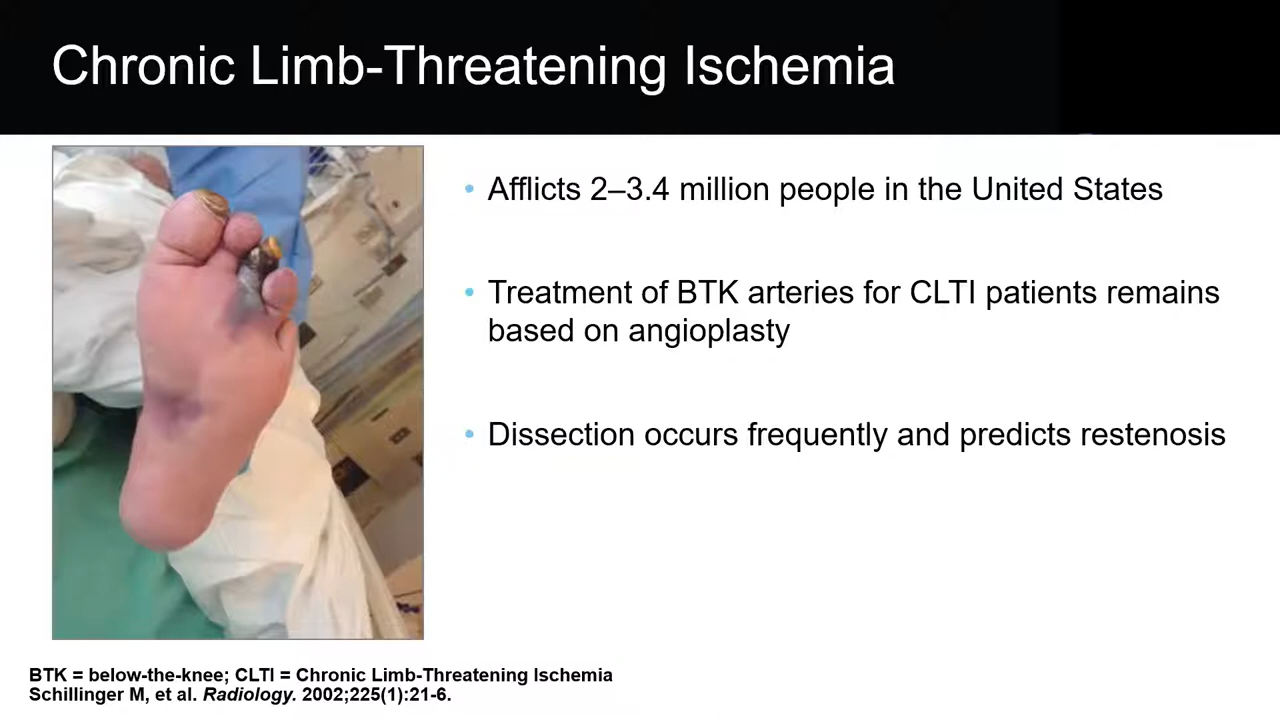 Chronic Limb-Threatening Ischemia
• Afflicts 2–3.4 million people in the United States
• Treatment of BTK arteries for CLTI patients remains
based on angioplasty
• Dissection occurs frequently and predicts restenosis
BTK = below-the-knee; CLTI = Chronic Limb-Threatening Ischemia
Schillinger M, et al. Radiology. 2002;225(1):21-6.